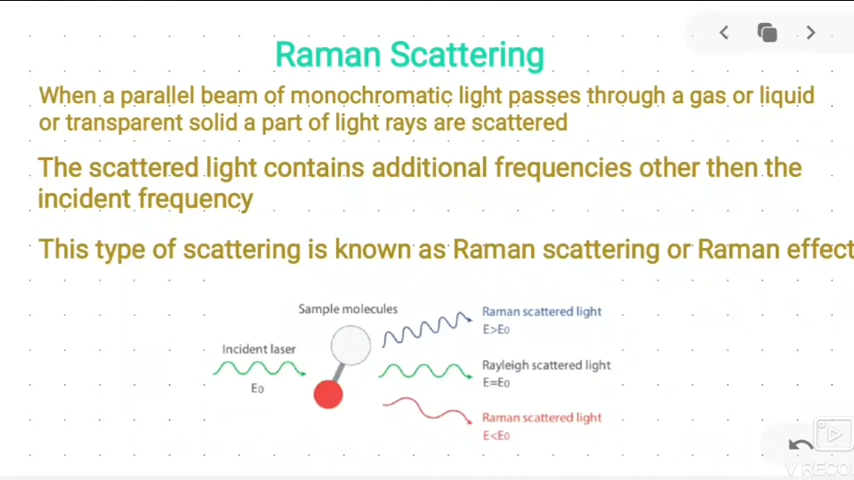 Raman Scattering
When a parallel beam of monochromatic light passes through a gas or liquid
or transparent solid a part of light rays are scattered
The scattered light contains additional frequencies other then the
incident frequency
This type of scattering is known as Raman scattering or Raman effect
Sample molecules
Incident laser
E₀
Raman scattered light
E>E₀
Rayleigh scattered light
E=E₀
Raman scattered light
E<E₀
V RECO